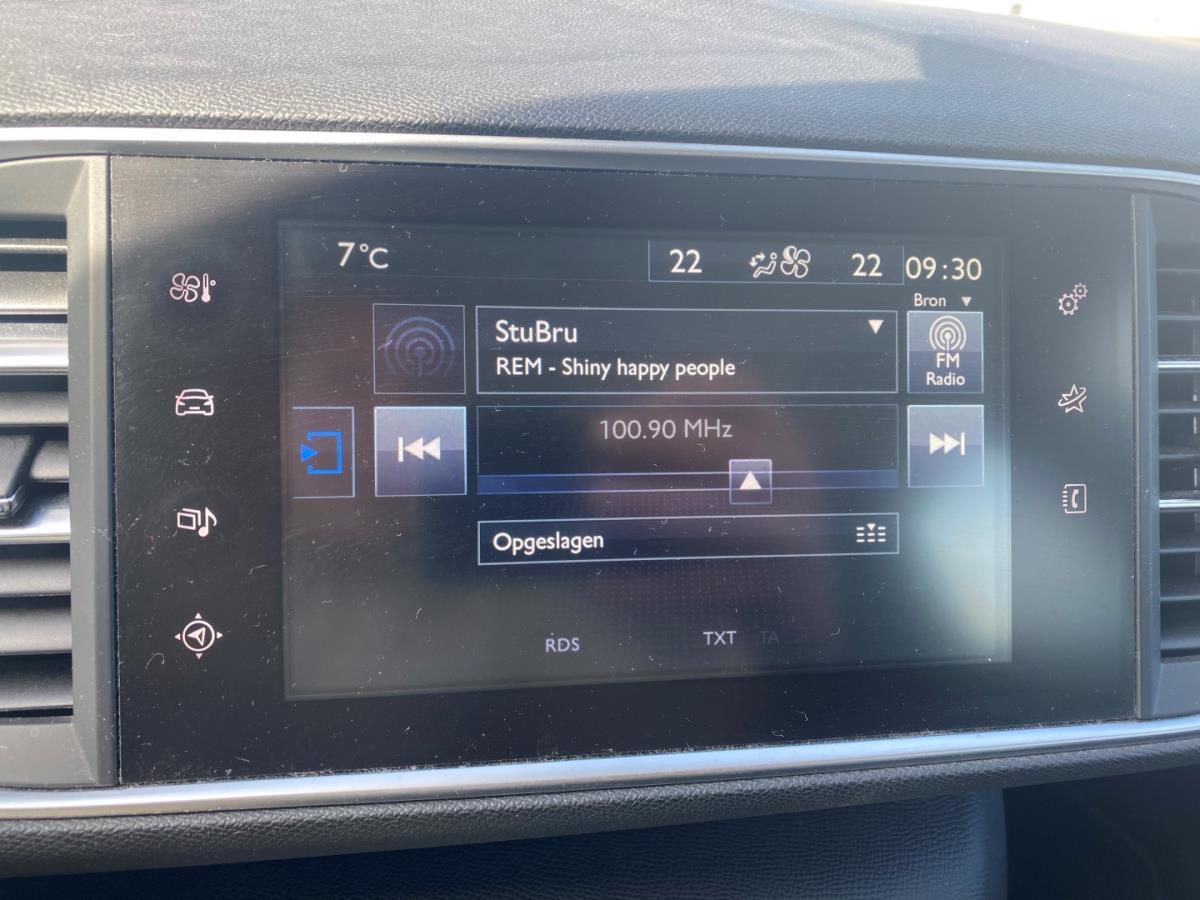 7°C
22
22
09:30
Bron
StuBru
REM - Shiny happy people
FM
Radio
100.90 MHz
Opgeslagen
RDS
TXT
TA